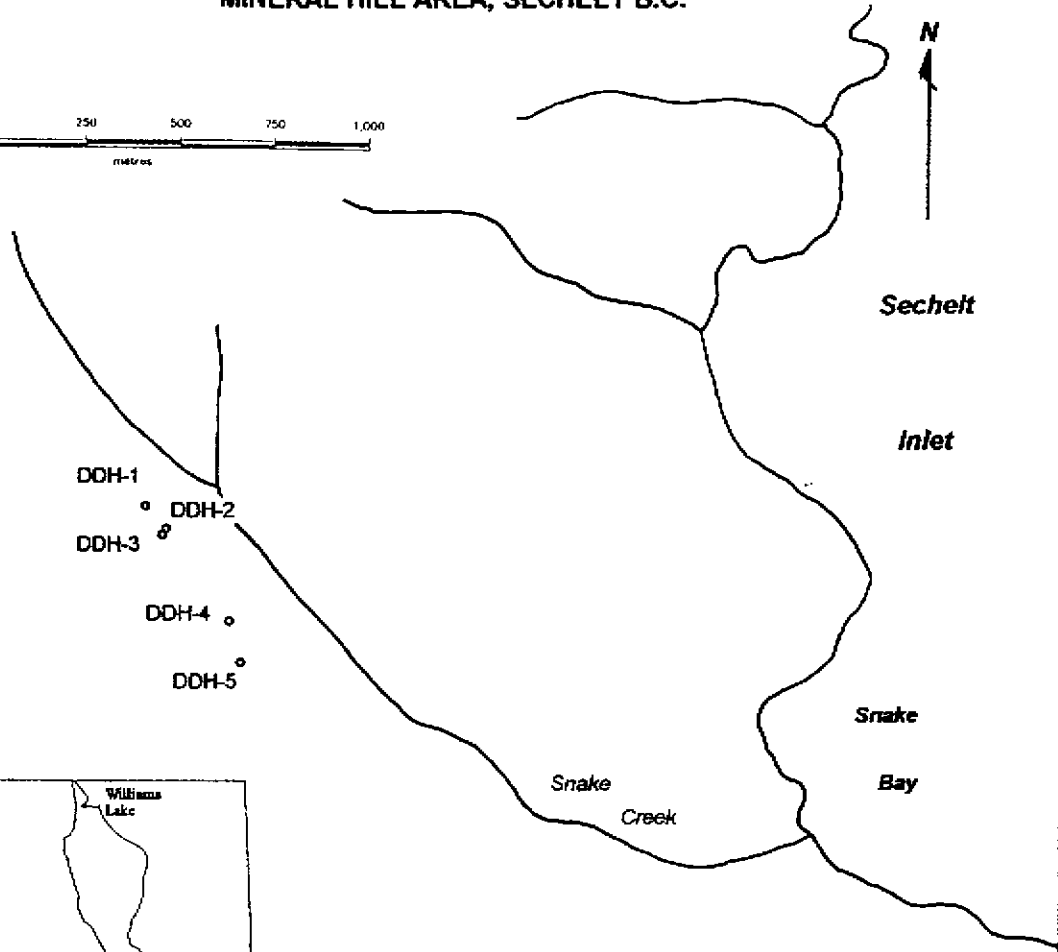 MINERAL HILL AREA, SECHELT B.C.
N
250 500 750 1,000
metres
Sechelt
Inlet
DDH-1
DDH-2
DDH-3
DDH-4
DDH-5
Snake
Bay
Snake
Creek
Williams
Lake